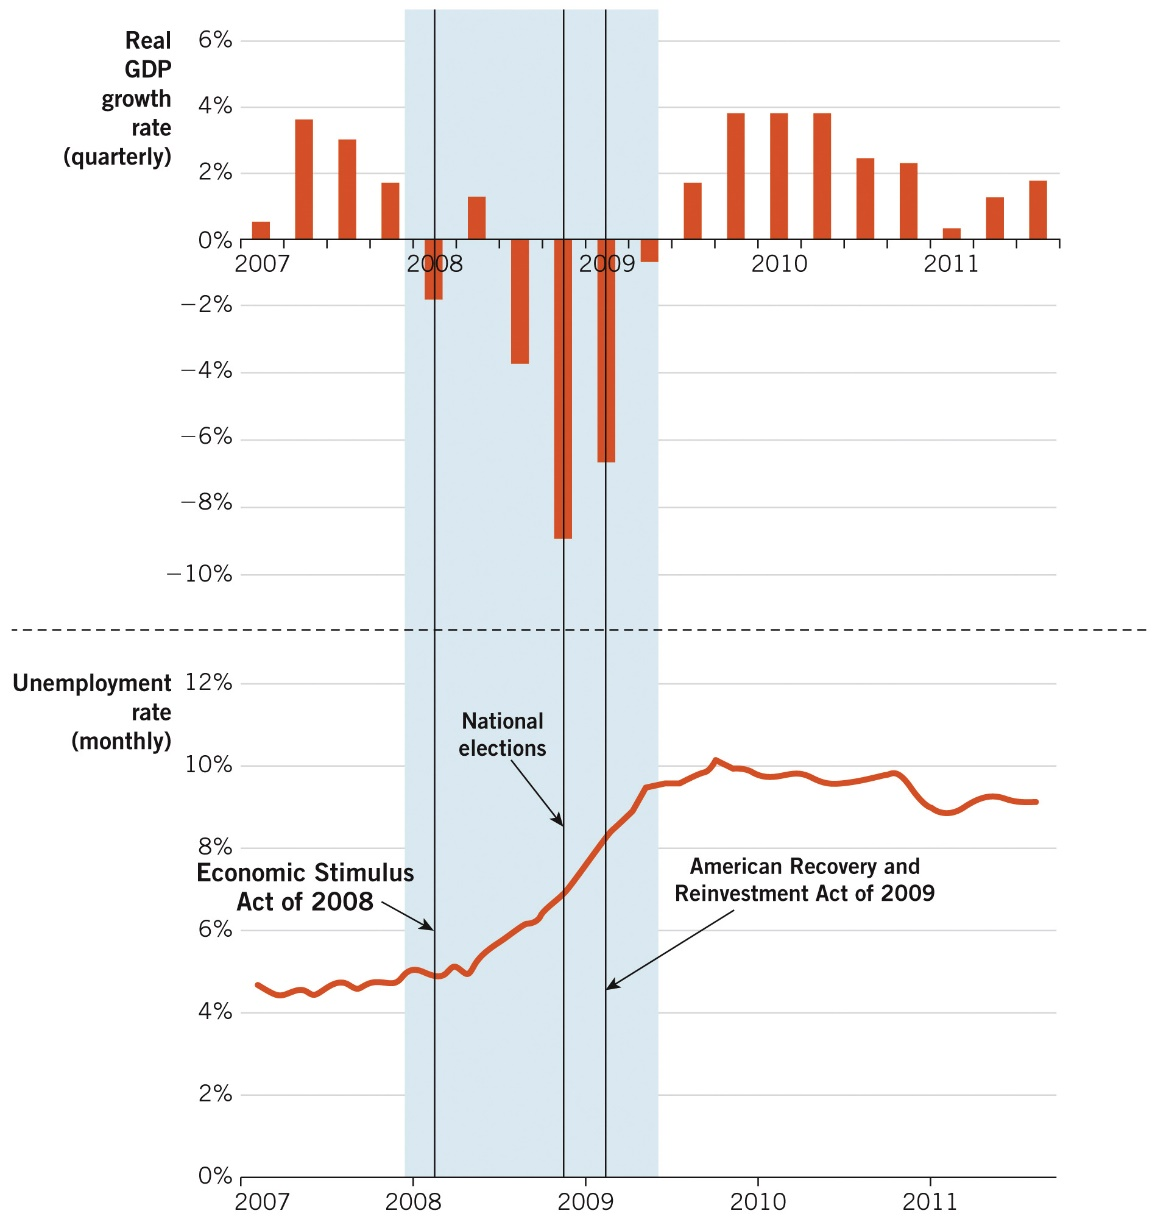 Real
GDP
growth
rate
(quarterly)
6%
4%
2%
0%
2007
2008
2009
2010
2011
−2%
−4%
−6%
−8%
−10%
Unemployment
rate
(monthly)
12%
10%
8%
6%
4%
2%
0%
National
elections
Economic Stimulus
Act of 2008
American Recovery and
Reinvestment Act of 2009
2007
2008
2009
2010
2011